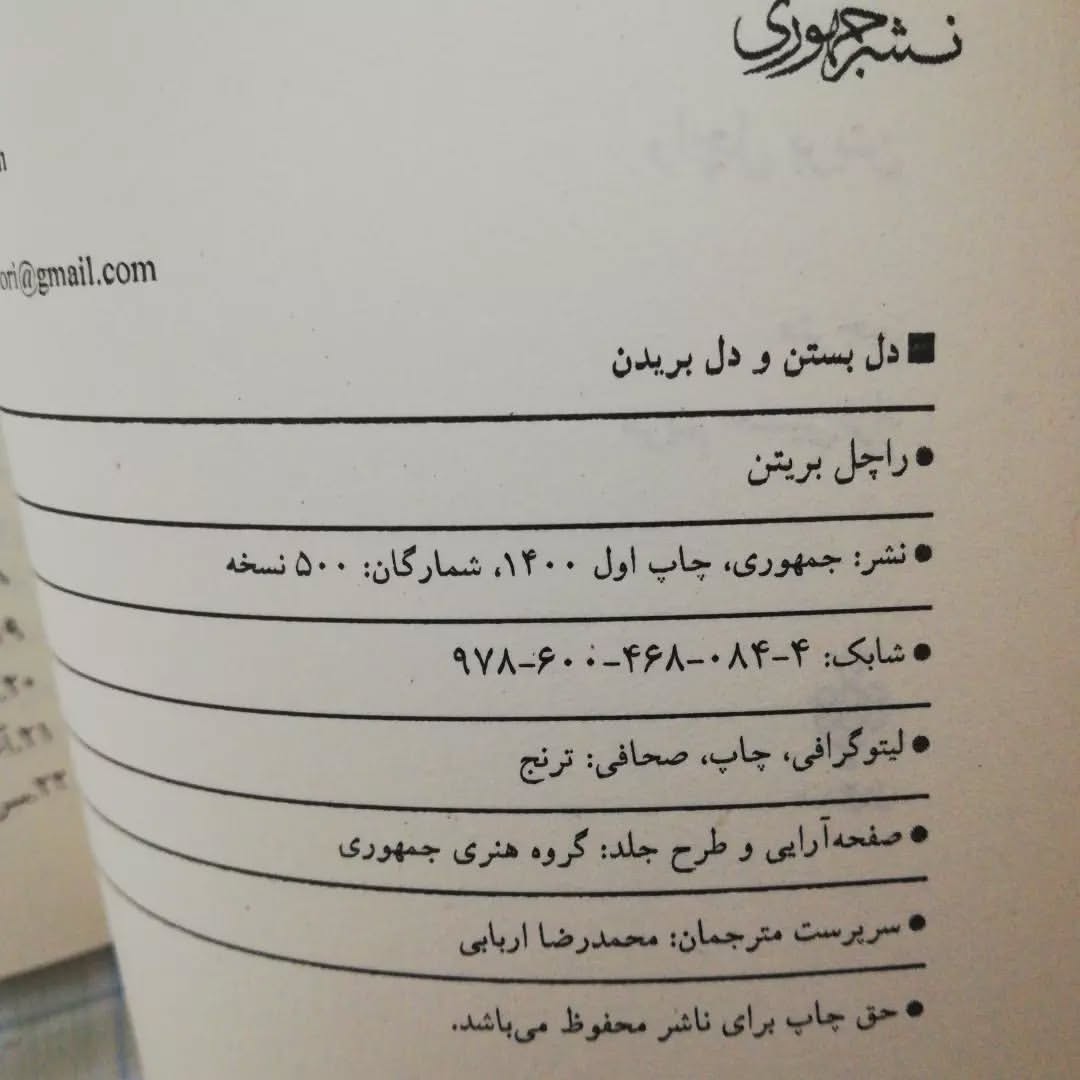 نشر جمهوری
ori@gmail.com
دل بستن و دل بریدن
راچل بریتن
نشر: جمهوری، چاپ اول ۱۴۰۰، شمارگان: ۵۰۰ نسخه
شابک: ۴-۰۸۴-۴۶۸-۶۰۰-۹۷۸
لیتوگرافی، چاپ، صحافی: ترنج
صفحه‌آرایی و طرح جلد: گروه هنری جمهوری
سرپرست مترجمان: محمدرضا اربابی
حق چاپ برای ناشر محفوظ می‌باشد.